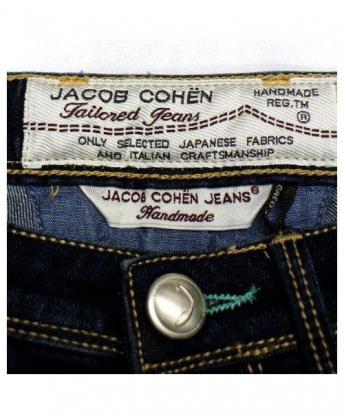 JACOB COHËN
HANDMADE
REG.TM
Tailored Jeans
®
ONLY SELECTED JAPANESE FABRICS
AND ITALIAN CRAFTSMANSHIP
JACOB COHËN JEANS®
Handmade